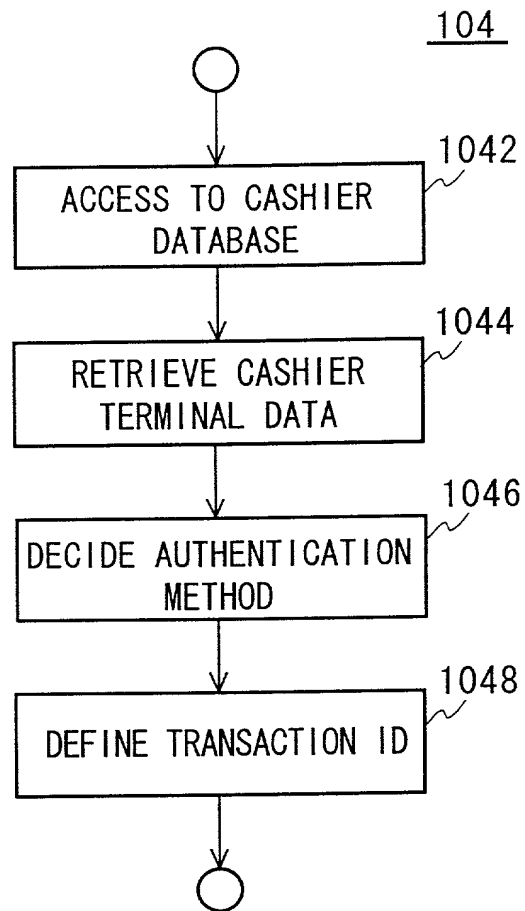 104
1042
ACCESS TO CASHIER
DATABASE
1044
RETRIEVE CASHIER
TERMINAL DATA
1046
DECIDE AUTHENTICATION
METHOD
1048
DEFINE TRANSACTION ID